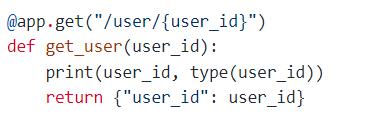 @app.get("/user/{user_id}")
def get_user(user_id):
    print(user_id, type(user_id))
    return {"user_id": user_id}